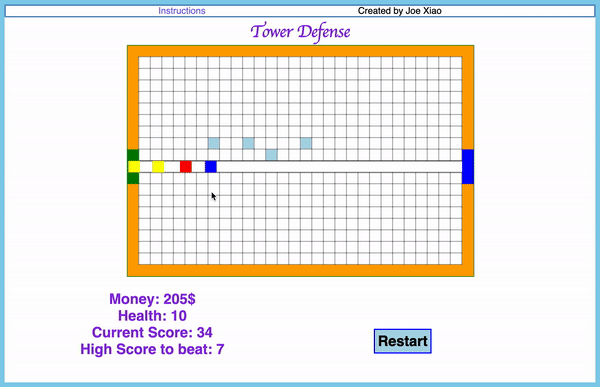 Instructions
Created by Joe Xiao
Tower Defense
Money: 205$
Health: 10
Current Score: 34
High Score to beat: 7
Restart